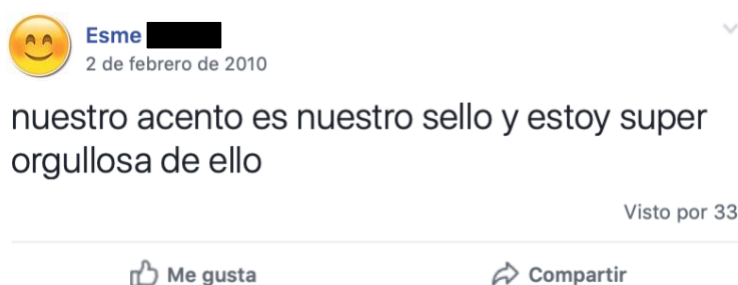 Esme
2 de febrero de 2010
nuestro acento es nuestro sello y estoy super
orgullosa de ello
Visto por 33
Me gusta
Compartir